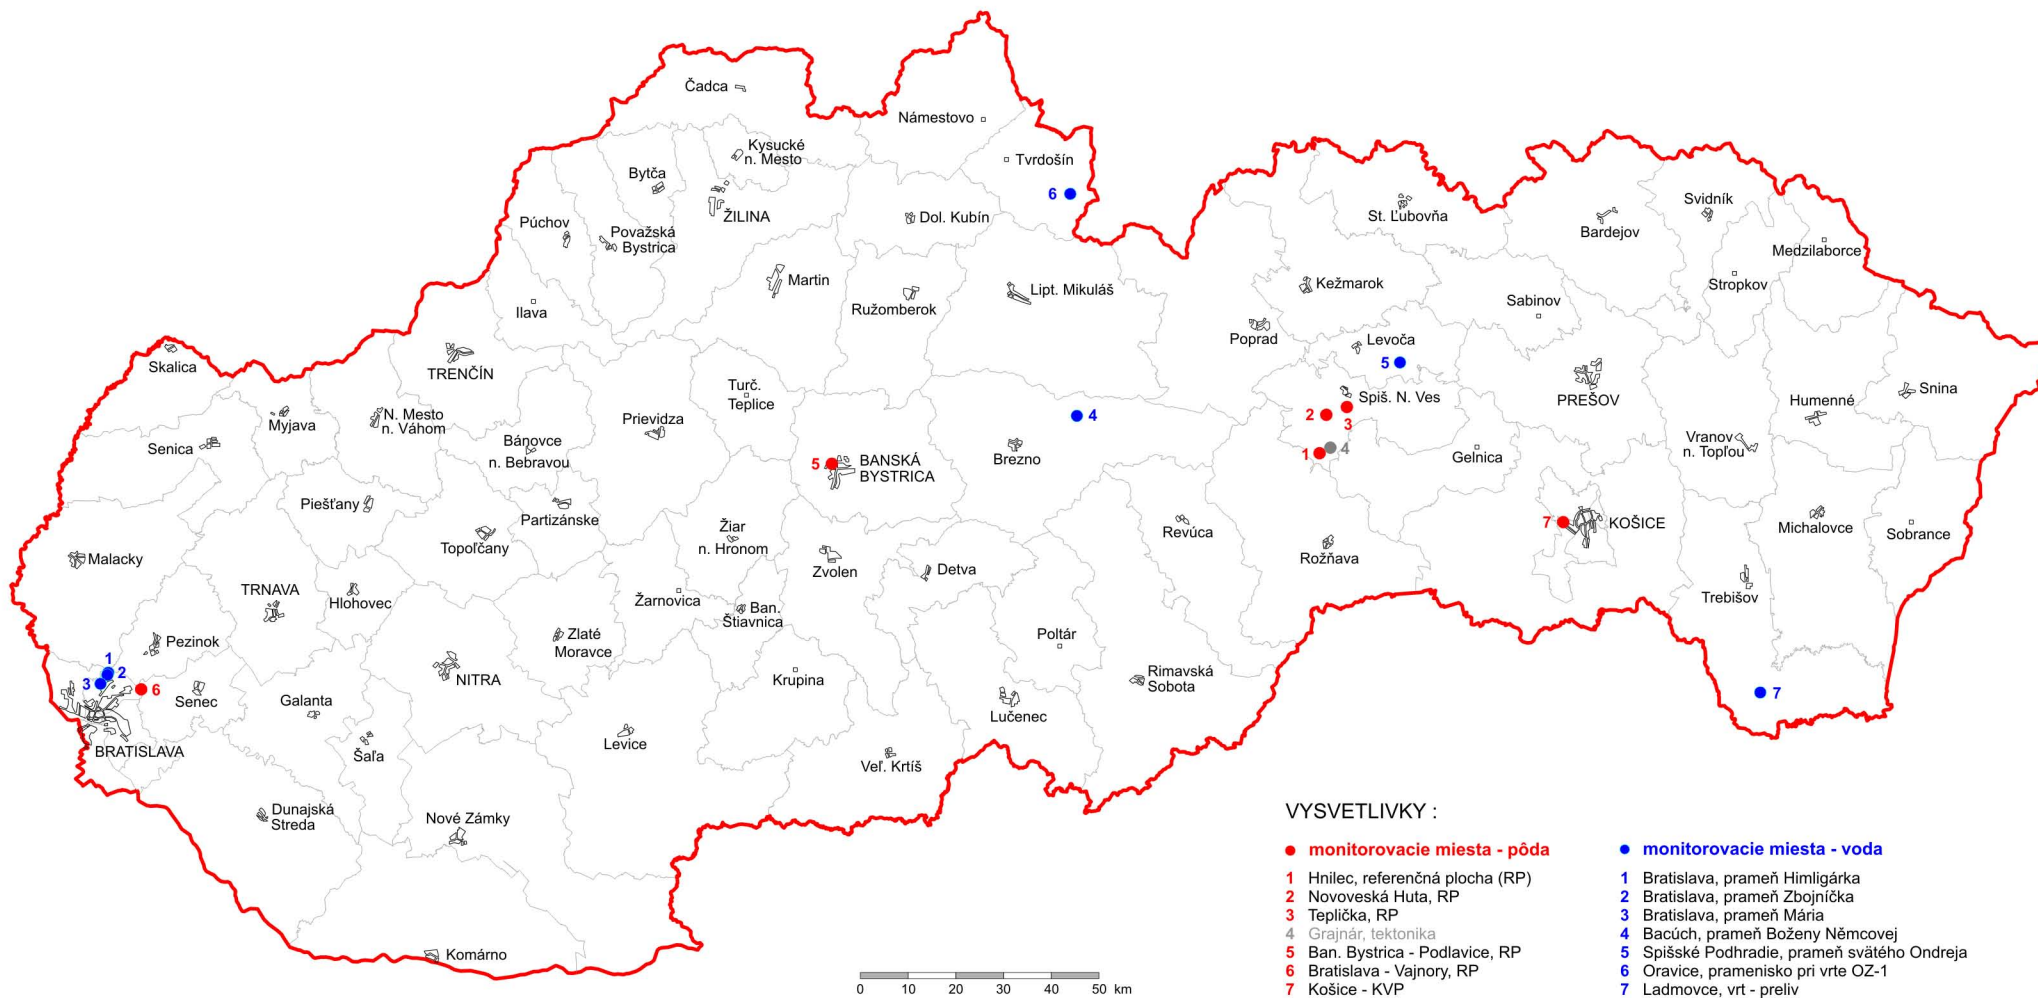 Čadca
Námestovo
Kysucké
n. Mesto
Tvrdošín
Bytča
6
Svidník
ŽILINA
Dol. Kubín
St. Ľubovňa
Púchov
Považská
Bystrica
Bardejov
Medzilaborce
Martin
Lipt. Mikuláš
Kežmarok
Stropkov
Sabinov
Ilava
Ružomberok
Poprad
Levoča
Skalica
TRENČÍN
5
Turč.
Teplice
Spiš. N. Ves
PREŠOV
Snina
Humenné
N. Mesto
n. Váhom
Myjava
Prievidza
4
2
3
Senica
Bánovce
n. Bebravou
Vranov
n. Topľou
Brezno
1
4
Gelnica
5
BANSKÁ
BYSTRICA
Piešťany
Partizánske
Žiar
n. Hronom
Revúca
7
KOŠICE
Michalovce
Sobrance
Topoľčany
Malacky
Rožňava
Zvolen
Detva
TRNAVA
Hlohovec
Žarnovica
Ban.
Štiavnica
Trebišov
Pezinok
Zlaté
Moravce
Poltár
1
2
3
6
Senec
NITRA
Krupina
Rimavská
Sobota
Galanta
7
Lučenec
BRATISLAVA
Šaľa
Levice
Veľ. Krtíš
Dunajská
Streda
Nové Zámky
Komárno
0 10 20 30 40 50 km
VYSVETLIVKY :
monitorovacie miesta - pôda
1 Hnilec, referenčná plocha (RP)
2 Novoveská Huta, RP
3 Teplička, RP
4 Grajnár, tektonika
5 Ban. Bystrica - Podlavice, RP
6 Bratislava - Vajnory, RP
7 Košice - KVP
monitorovacie miesta - voda
1 Bratislava, prameň Himligárka
2 Bratislava, prameň Zbojníčka
3 Bratislava, prameň Mária
4 Bacúch, prameň Boženy Němcovej
5 Spišské Podhradie, prameň svätého Ondreja
6 Oravice, pramenisko pri vrte OZ-1
7 Ladmovce, vrt - preliv